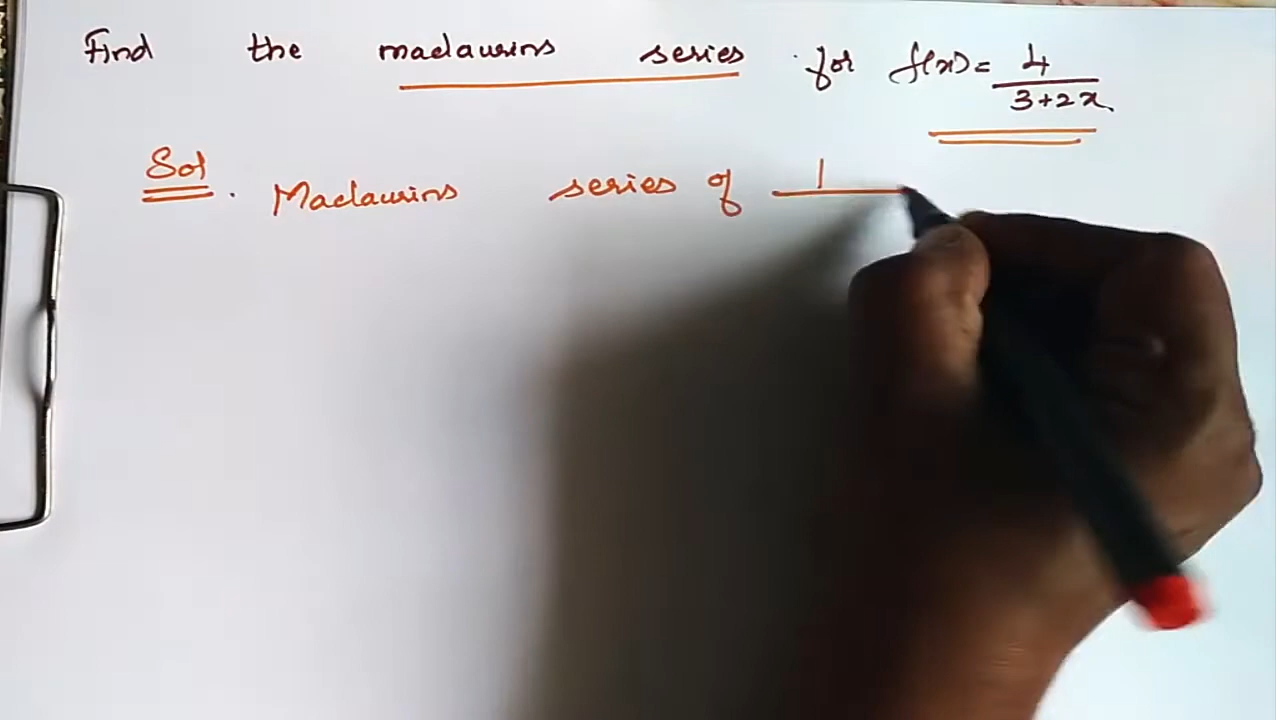 Find the maclaurins series for f(x) = 4/(3+2x)
Sol . Maclaurins series of 1